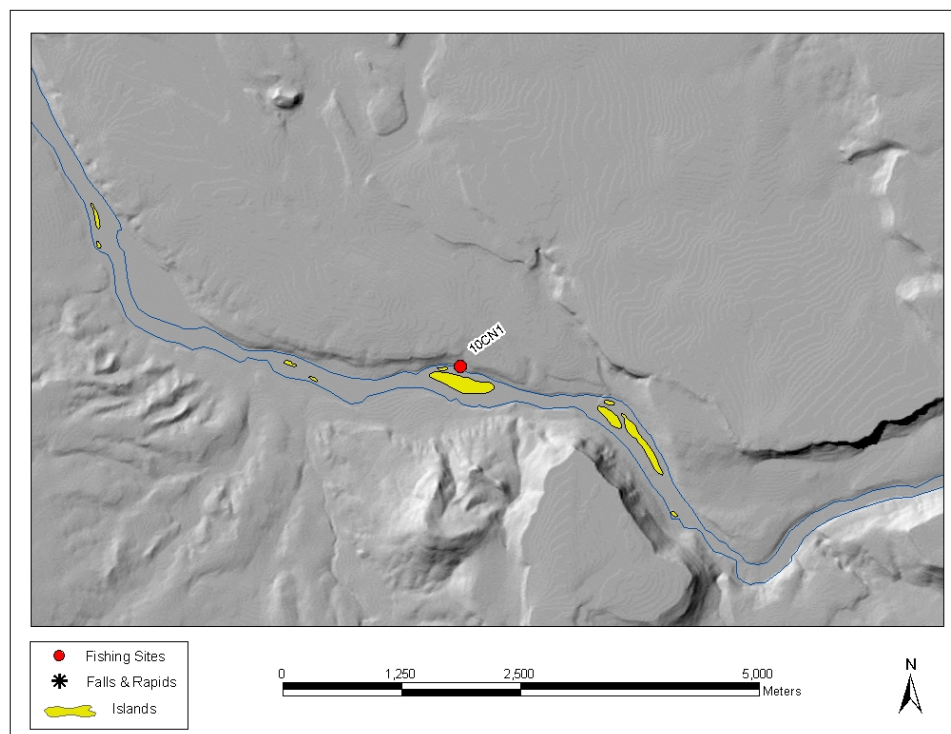 10CN1
Fishing Sites
Falls & Rapids
Islands
0 1,250 2,500 5,000
Meters
N